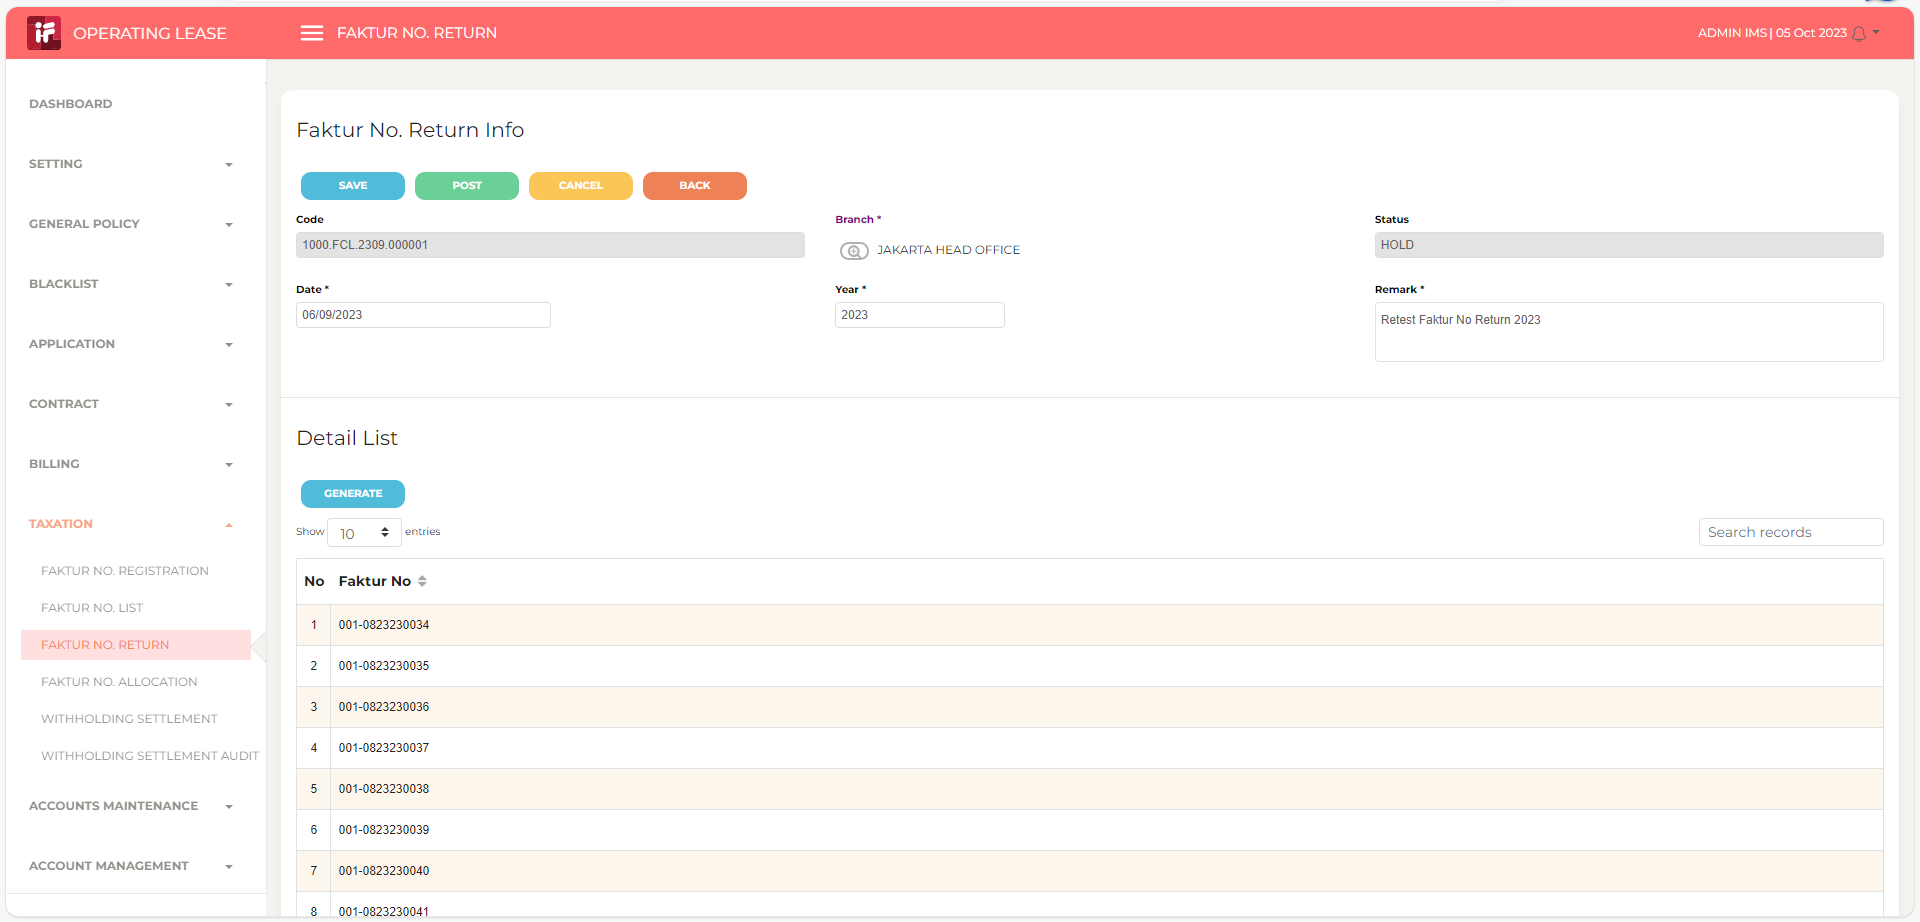 iF OPERATING LEASE
FAKTUR NO. RETURN
ADMIN IMS | 05 Oct 2023
DASHBOARD
SETTING
GENERAL POLICY
BLACKLIST
APPLICATION
CONTRACT
BILLING
TAXATION
FAKTUR NO. REGISTRATION
FAKTUR NO. LIST
FAKTUR NO. RETURN
FAKTUR NO. ALLOCATION
WITHHOLDING SETTLEMENT
WITHHOLDING SETTLEMENT AUDIT
ACCOUNTS MAINTENANCE
ACCOUNT MANAGEMENT
Faktur No. Return Info
SAVE POST CANCEL BACK
Code
1000.FCL.2309.000001
Branch *
JAKARTA HEAD OFFICE
Status
HOLD
Date *
06/09/2023
Year *
2023
Remark *
Retest Faktur No Return 2023
Detail List
GENERATE
Show 10 entries
Search records
No Faktur No
1 001-0823230034
2 001-0823230035
3 001-0823230036
4 001-0823230037
5 001-0823230038
6 001-0823230039
7 001-0823230040
8 001-0823230041